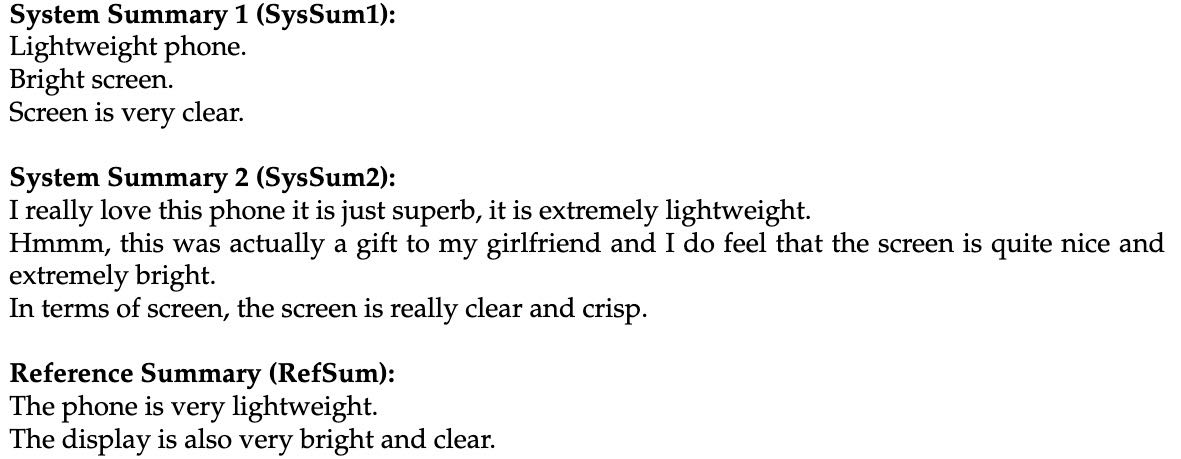 System Summary 1 (SysSum1):
Lightweight phone.
Bright screen.
Screen is very clear.
System Summary 2 (SysSum2):
I really love this phone it is just superb, it is extremely lightweight.
Hmmm, this was actually a gift to my girlfriend and I do feel that the screen is quite nice and
extremely bright.
In terms of screen, the screen is really clear and crisp.
Reference Summary (RefSum):
The phone is very lightweight.
The display is also very bright and clear.